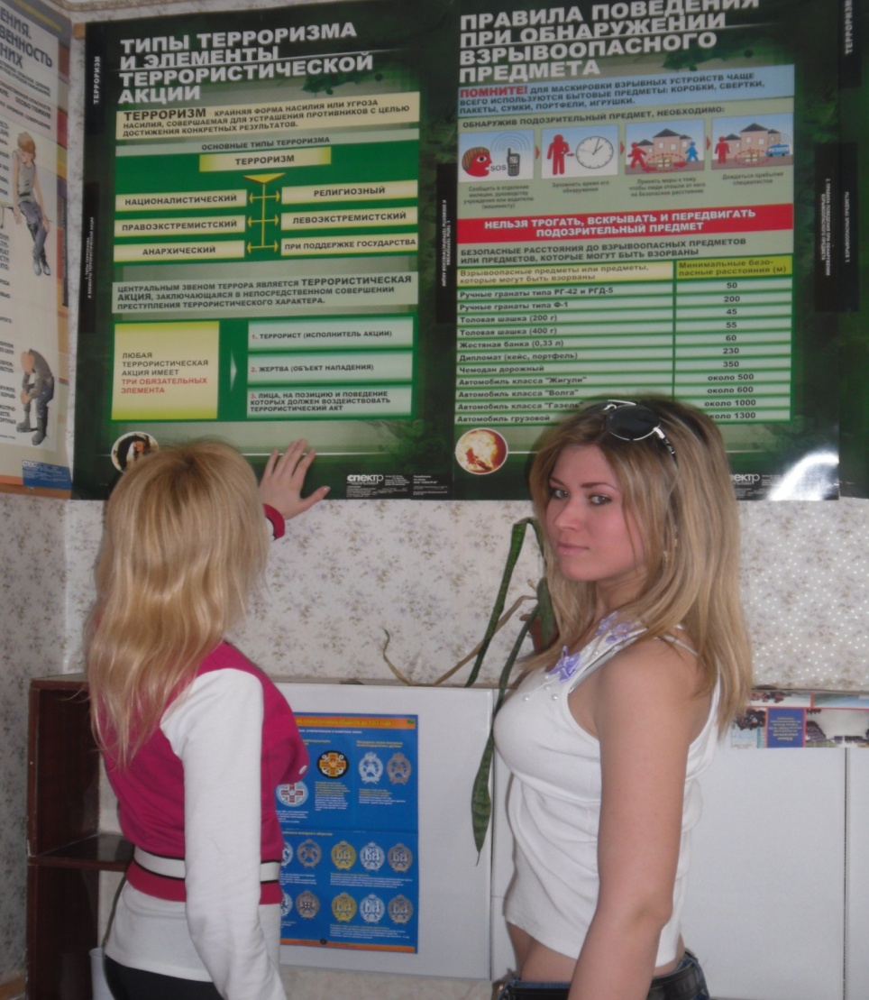 ТИПЫ ТЕРРОРИЗМА
И ЭЛЕМЕНТЫ
ТЕРРОРИСТИЧЕСКОЙ
АКЦИИ
ТЕРРОРИЗМ КРАЙНЯЯ ФОРМА НАСИЛИЯ ИЛИ УГРОЗА
НАСИЛИЯ, СОВЕРШАЕМАЯ ДЛЯ УСТРАШЕНИЯ ПРОТИВНИКОВ С ЦЕЛЬЮ
ДОСТИЖЕНИЯ КОНКРЕТНЫХ РЕЗУЛЬТАТОВ.
ОСНОВНЫЕ ТИПЫ ТЕРРОРИЗМА
ТЕРРОРИЗМ
НАЦИОНАЛИСТИЧЕСКИЙ
РЕЛИГИОЗНЫЙ
ПРАВОЭКСТРЕМИСТСКИЙ
ЛЕВОЭКСТРЕМИСТСКИЙ
АНАРХИЧЕСКИЙ
ПРИ ПОДДЕРЖКЕ ГОСУДАРСТВА
ЦЕНТРАЛЬНЫМ ЗВЕНОМ ТЕРРОРА ЯВЛЯЕТСЯ ТЕРРОРИСТИЧЕСКАЯ
АКЦИЯ, ЗАКЛЮЧАЮЩАЯСЯ В НЕПОСРЕДСТВЕННОМ СОВЕРШЕНИИ
ПРЕСТУПЛЕНИЯ ТЕРРОРИСТИЧЕСКОГО ХАРАКТЕРА.
ЛЮБАЯ
ТЕРРОРИСТИЧЕСКАЯ
АКЦИЯ ИМЕЕТ
ТРИ ОБЯЗАТЕЛЬНЫХ
ЭЛЕМЕНТА
1. ТЕРРОРИСТ (ИСПОЛНИТЕЛЬ АКЦИИ)
2. ЖЕРТВА (ОБЪЕКТ НАПАДЕНИЯ)
3. ЛИЦА, НА ПОЗИЦИЮ И ПОВЕДЕНИЕ
КОТОРЫХ ДОЛЖЕН ВОЗДЕЙСТВОВАТЬ
ТЕРРОРИСТИЧЕСКИЙ АКТ
спектр
ТЕРРОРИЗМ
ПРАВИЛА ПОВЕДЕНИЯ
ПРИ ОБНАРУЖЕНИИ
ВЗРЫВООПАСНОГО
ПРЕДМЕТА
ПОМНИТЕ! ДЛЯ МАСКИРОВКИ ВЗРЫВНЫХ УСТРОЙСТВ ЧАЩЕ
ВСЕГО ИСПОЛЬЗУЮТСЯ БЫТОВЫЕ ПРЕДМЕТЫ: КОРОБКИ, СВЕРТКИ,
ПАКЕТЫ, СУМКИ, ПОРТФЕЛИ, ИГРУШКИ.
ОБНАРУЖИВ ПОДОЗРИТЕЛЬНЫЙ ПРЕДМЕТ, НЕОБХОДИМО:
SOS
Сообщить в отделение
милиции, руководству
учреждения или водителю
(машинисту)
Запомнить время его
обнаружения
Принять меры к тому
чтобы люди отошли от него
на безопасное расстояние
Дождаться прибытия
специалистов
НЕЛЬЗЯ ТРОГАТЬ, ВСКРЫВАТЬ И ПЕРЕДВИГАТЬ
ПОДОЗРИТЕЛЬНЫЙ ПРЕДМЕТ
БЕЗОПАСНЫЕ РАССТОЯНИЯ ДО ВЗРЫВООПАСНЫХ ПРЕДМЕТОВ
ИЛИ ПРЕДМЕТОВ, КОТОРЫЕ МОГУТ БЫТЬ ВЗОРВАНЫ
Взрывоопасные предметы или предметы,
которые могут быть взорваны
Минимальные безо-
пасные расстояния (м)
Ручные гранаты типа РГ-42 и РГД-5 50
Ручные гранаты типа Ф-1 200
Толовая шашка (200 г) 45
Толовая шашка (400 г) 55
Жестяная банка (0,33 л) 60
Дипломат (кейс, портфель) 230
Чемодан дорожный 350
Автомобиль класса "Жигули" около 500
Автомобиль класса "Волга" около 600
Автомобиль класса "Газель" около 1000
Автомобиль грузовой около 1300
ТЕРРОРИЗМ